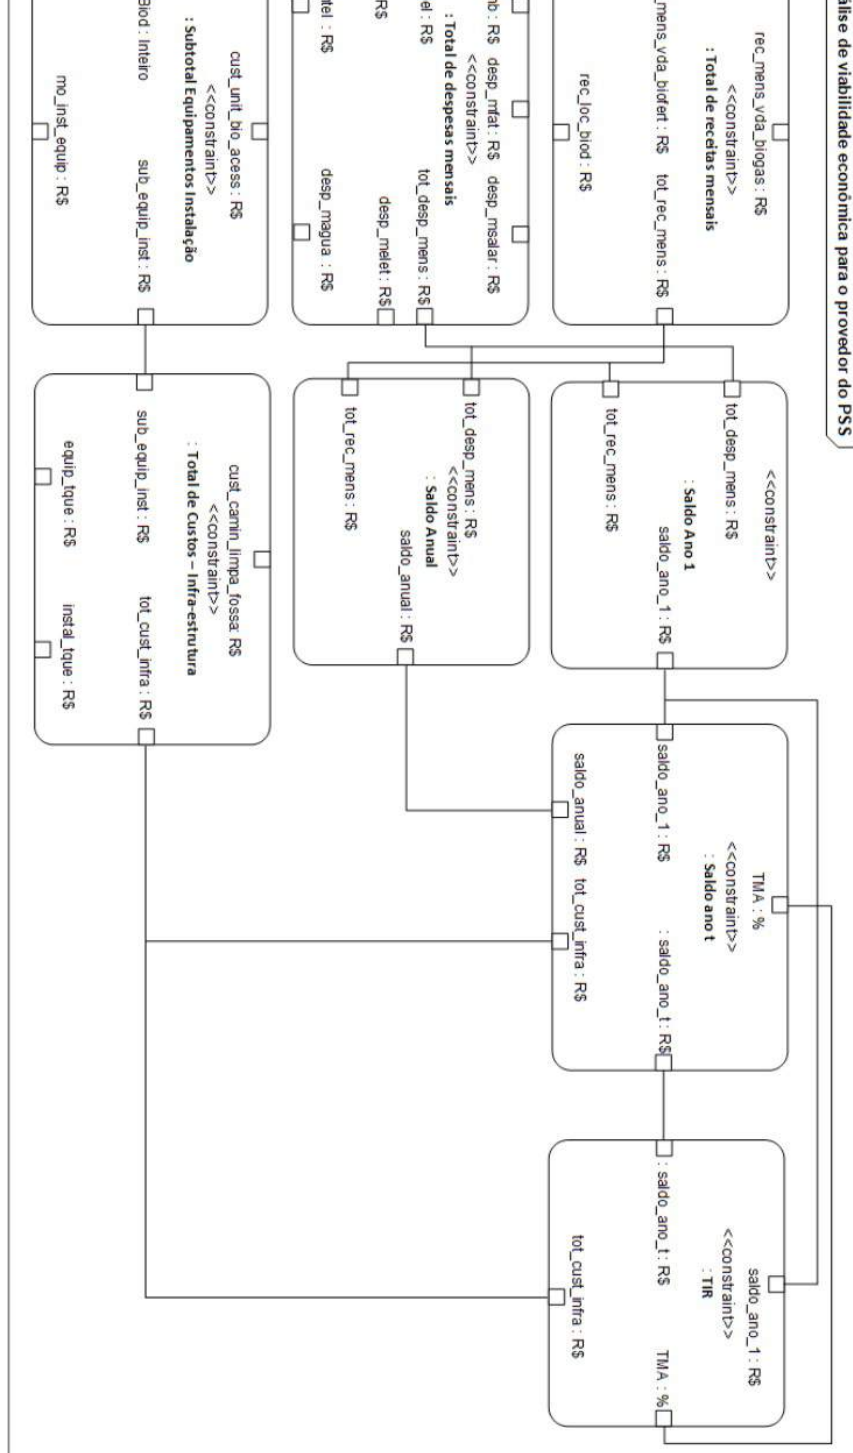 álise de viabilidade econômica para o provedor do PSS
rec_mens_vda_biogas : R$
<<constraint>>
: Total de receitas mensais
mens_vda_biofert : R$ tot_rec_mens : R$
rec_loc_biod : R$
nb : R$ desp_mfat : R$ desp_msalar : R$
<<constraint>>
: Total de despesas mensais
el : R$ tot_desp_mens : R$
R$ desp_melet : R$
ntel : R$ desp_magua : R$
cust_unit_bio_acess : R$
<<constraint>>
: Subtotal Equipamentos Instalação
Biod : Inteiro sub_equip_inst : R$
mo_inst_equip : R$
<<constraint>>
tot_desp_mens : R$
: Saldo Ano 1
saldo_ano_1 : R$
tot_rec_mens : R$
tot_desp_mens : R$
<<constraint>>
: Saldo Anual
saldo_anual : R$
tot_rec_mens : R$
cust_camin_limpa_fossa: R$
<<constraint>>
: Total de Custos – Infra-estrutura
sub_equip_inst : R$ tot_cust_infra : R$
equip_tque : R$ instal_tque : R$
TMA : %
<<constraint>>
: Saldo ano t
saldo_ano_1 : R$ : saldo_ano_t : R$
saldo_anual : R$ tot_cust_infra : R$
saldo_ano_1 : R$
<<constraint>>
: TIR
: saldo_ano_t : R$ TMA : %
tot_cust_infra : R$